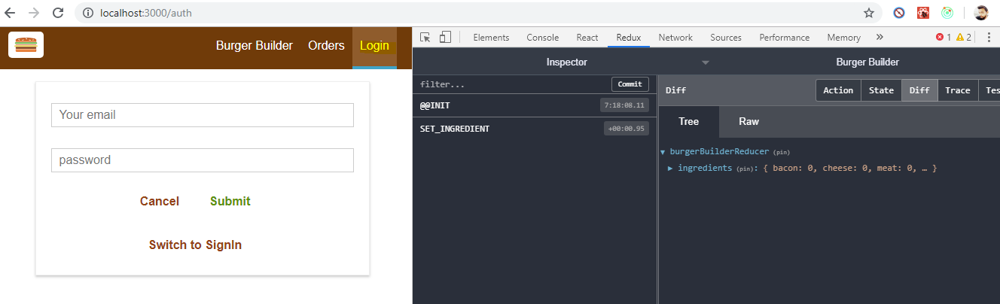 localhost:3000/auth
Burger Builder Orders Login
Your email
password
Cancel Submit
Switch to SignIn
Elements Console React Redux Network Sources Performance Memory » 1 2
Inspector Burger Builder
filter... Commit
@@INIT 7:18:08.11
SET_INGREDIENT +00:00.95
Diff Action State Diff Trace Tes
Tree Raw
burgerBuilderReducer (pin)
ingredients (pin): { bacon: 0, cheese: 0, meat: 0, … }